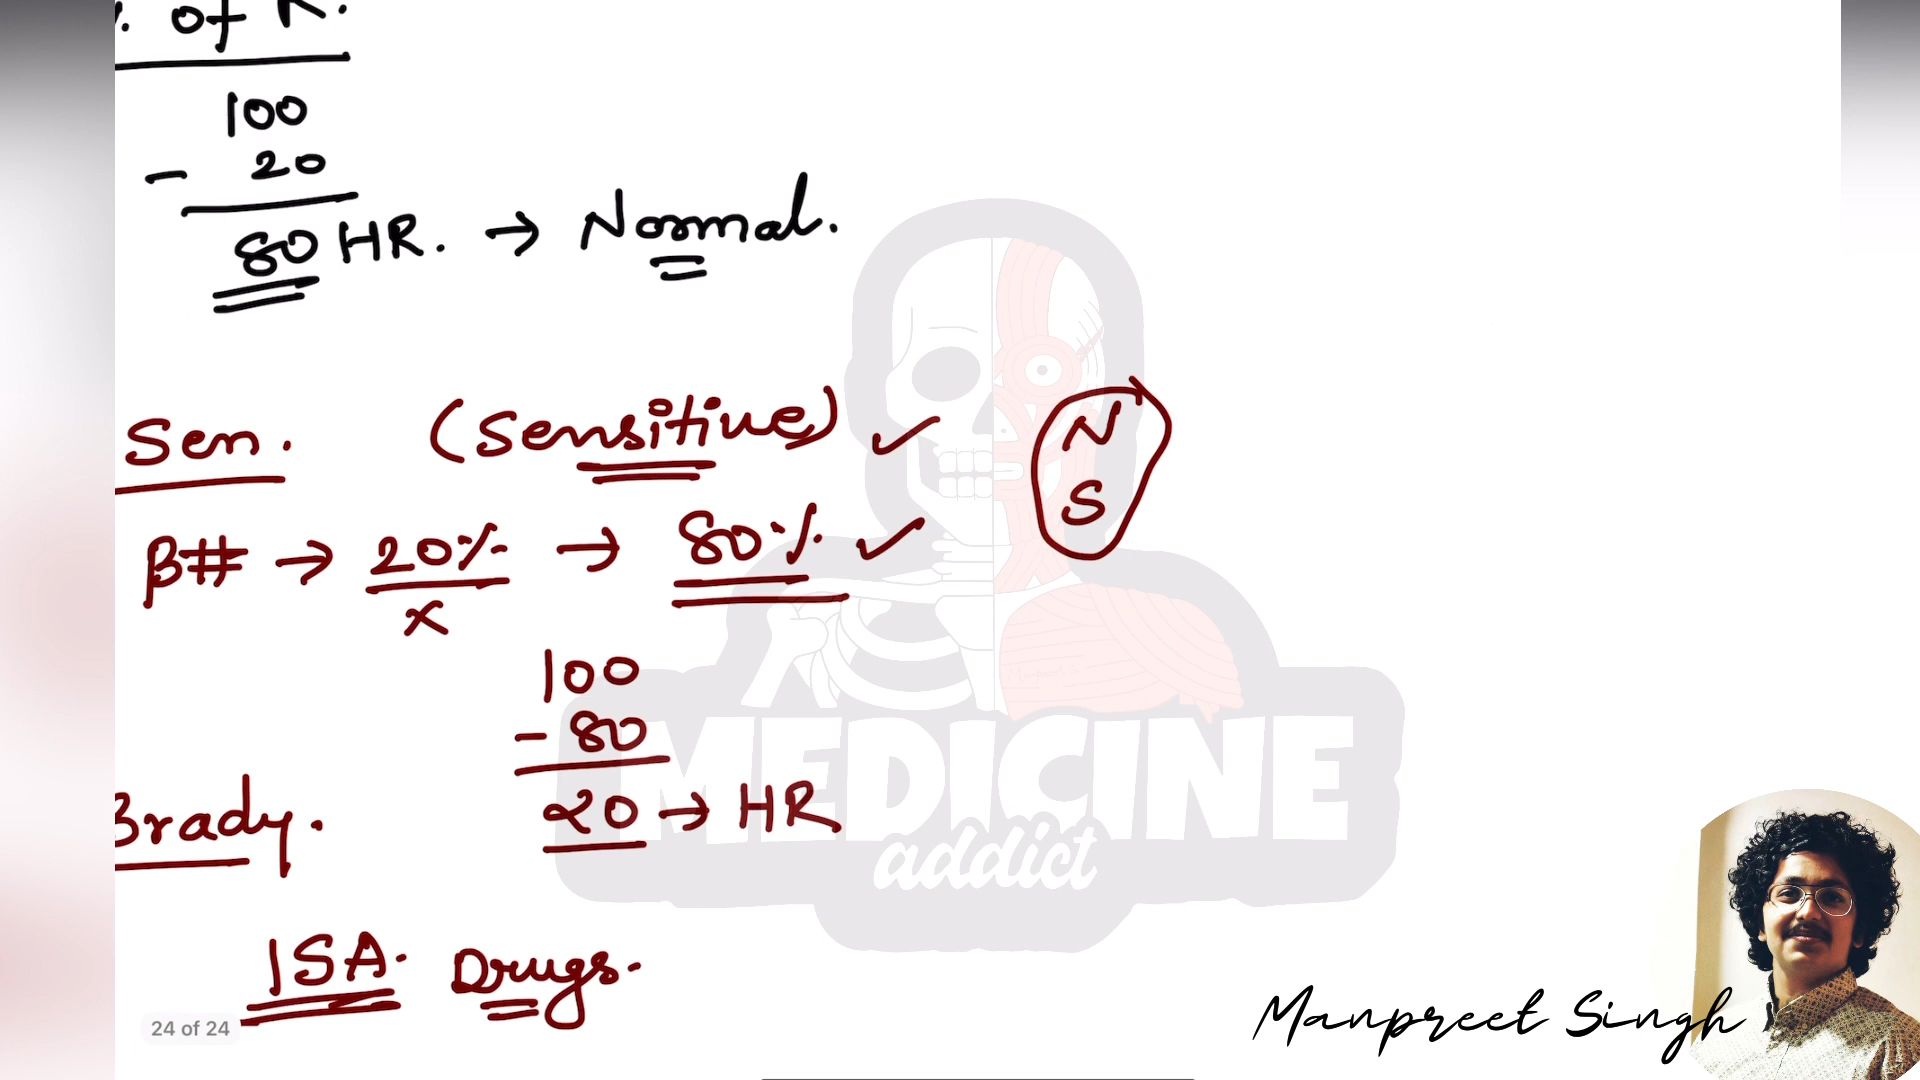 . of R.
100
- 20
80 HR. → Normal.
Sen. (Sensitive) ✓
N
S
β# → 20% → 80% ✓
x
100
- 80
20 → HR
Brady.
ISA. Drugs.
MEDICINE
addict
24 of 24
Manpreet Singh